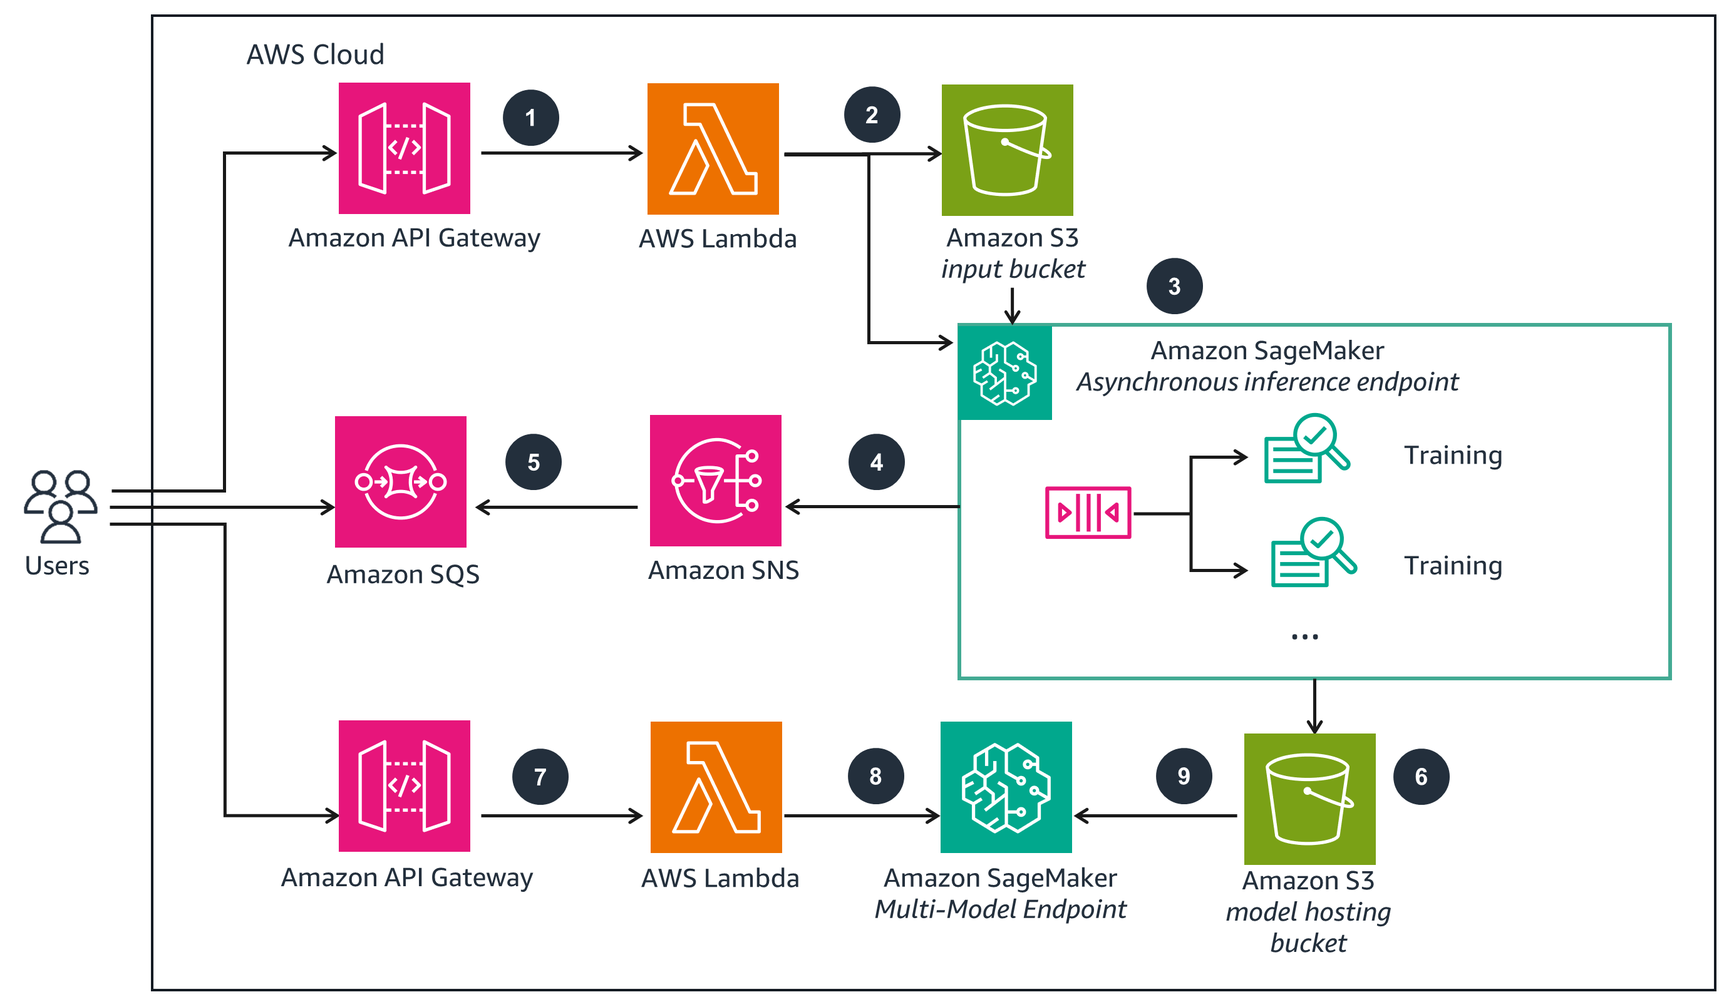 AWS Cloud
1
2
</>
Amazon API Gateway
AWS Lambda
Amazon S3
input bucket
3
Amazon SageMaker
Asynchronous inference endpoint
Training
Training
...
4
5
Users
Amazon SQS
Amazon SNS
7
8
9
6
</>
Amazon API Gateway
AWS Lambda
Amazon SageMaker
Multi-Model Endpoint
Amazon S3
model hosting
bucket